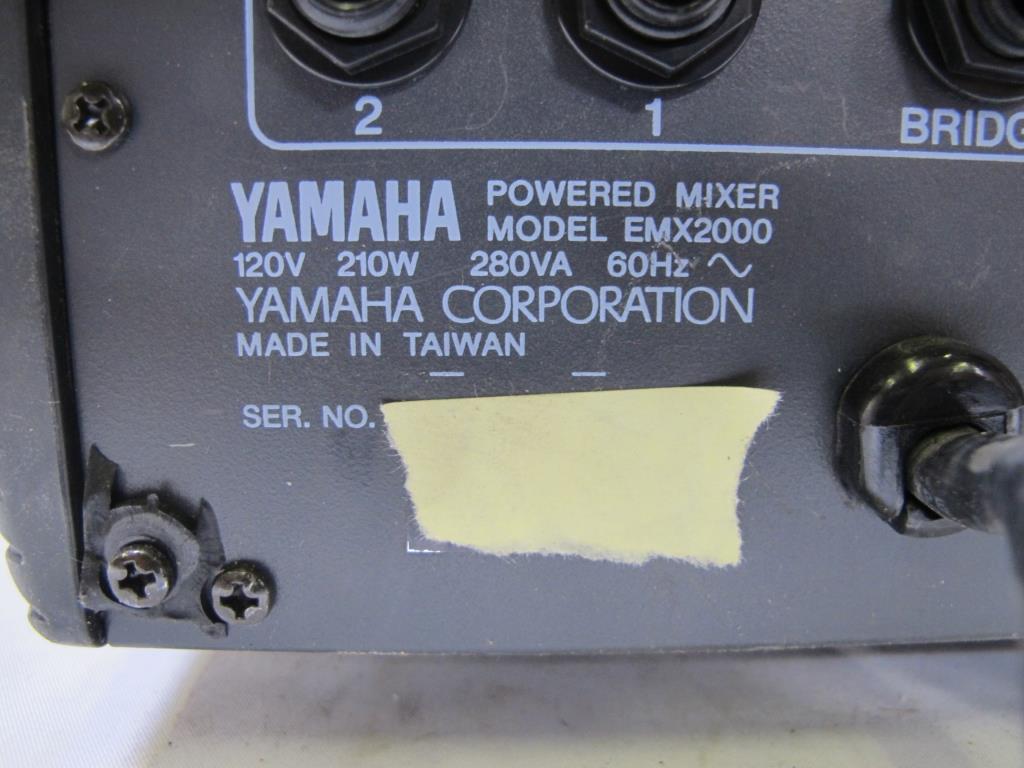 2 1 BRIDG
YAMAHA POWERED MIXER
MODEL EMX2000
120V 210W 280VA 60Hz
YAMAHA CORPORATION
MADE IN TAIWAN
SER. NO.